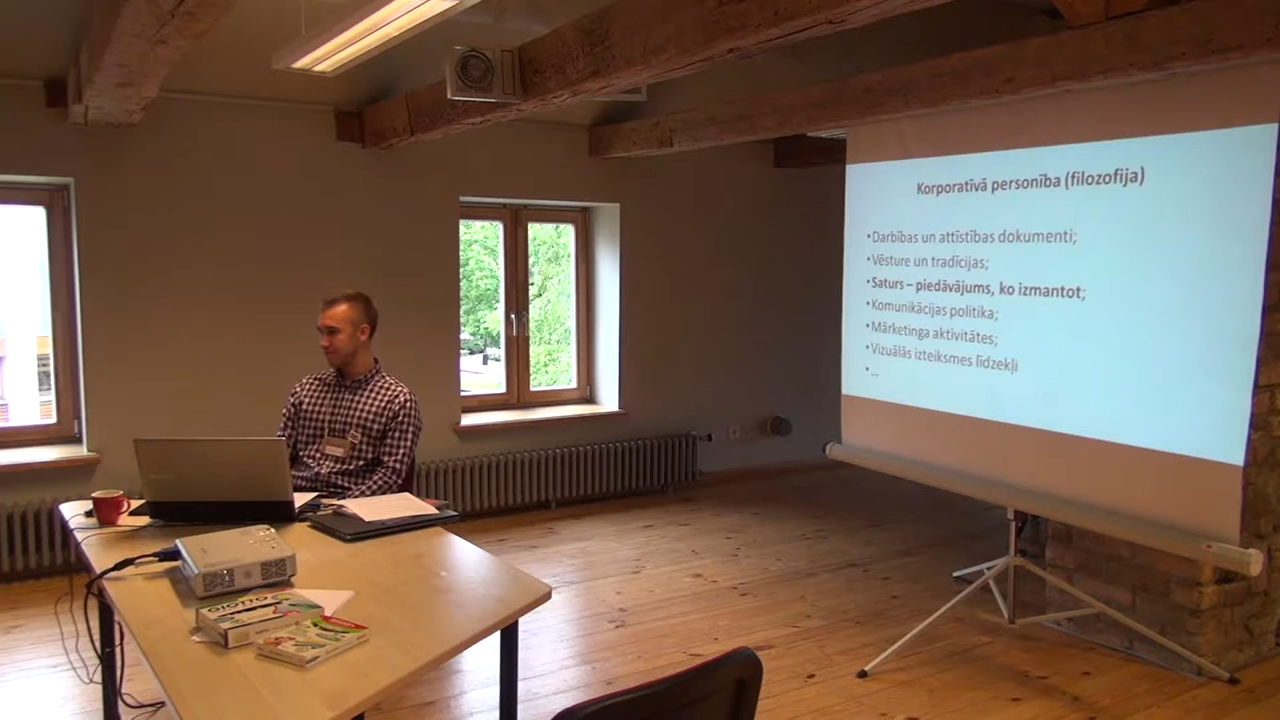 Korporatīvā personība (filozofija)
•Darbības un attīstības dokumenti;
•Vēsture un tradīcijas;
•Saturs – piedāvājums, ko izmantot;
•Komunikācijas politika;
•Mārketinga aktivitātes;
•Vizuālās izteiksmes līdzekļi
•...
GIOTTO